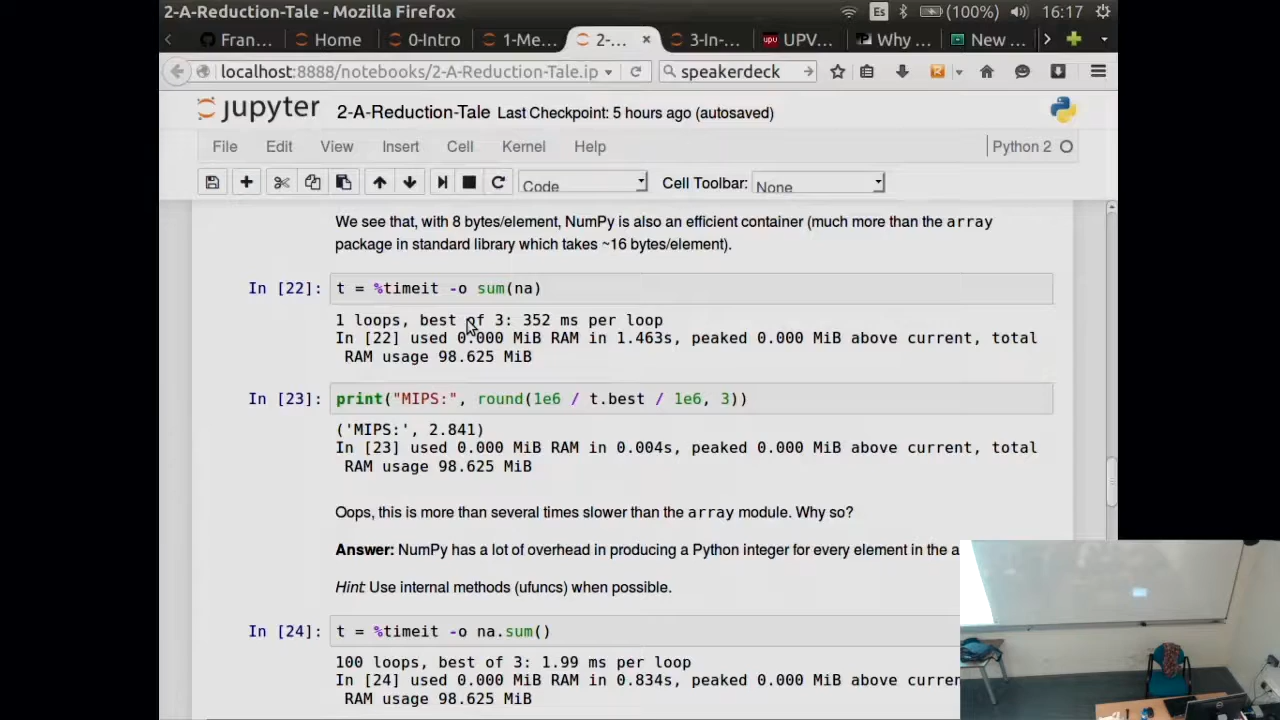 2-A-Reduction-Tale - Mozilla Firefox
Es (100%) 16:17
Fran... Home 0-Intro 1-Me... 2-... × 3-In-... UPV... Why ... New ...
localhost:8888/notebooks/2-A-Reduction-Tale.ip speakerdeck
jupyter 2-A-Reduction-Tale Last Checkpoint: 5 hours ago (autosaved)
File Edit View Insert Cell Kernel Help Python 2
Code Cell Toolbar: None
We see that, with 8 bytes/element, NumPy is also an efficient container (much more than the array
package in standard library which takes ~16 bytes/element).
In [22]: t = %timeit -o sum(na)
1 loops, best of 3: 352 ms per loop
In [22] used 0.000 MiB RAM in 1.463s, peaked 0.000 MiB above current, total
RAM usage 98.625 MiB
In [23]: print("MIPS:", round(1e6 / t.best / 1e6, 3))
('MIPS:', 2.841)
In [23] used 0.000 MiB RAM in 0.004s, peaked 0.000 MiB above current, total
RAM usage 98.625 MiB
Oops, this is more than several times slower than the array module. Why so?
Answer: NumPy has a lot of overhead in producing a Python integer for every element in the a
Hint: Use internal methods (ufuncs) when possible.
In [24]: t = %timeit -o na.sum()
100 loops, best of 3: 1.99 ms per loop
In [24] used 0.000 MiB RAM in 0.834s, peaked 0.000 MiB above curren
RAM usage 98.625 MiB